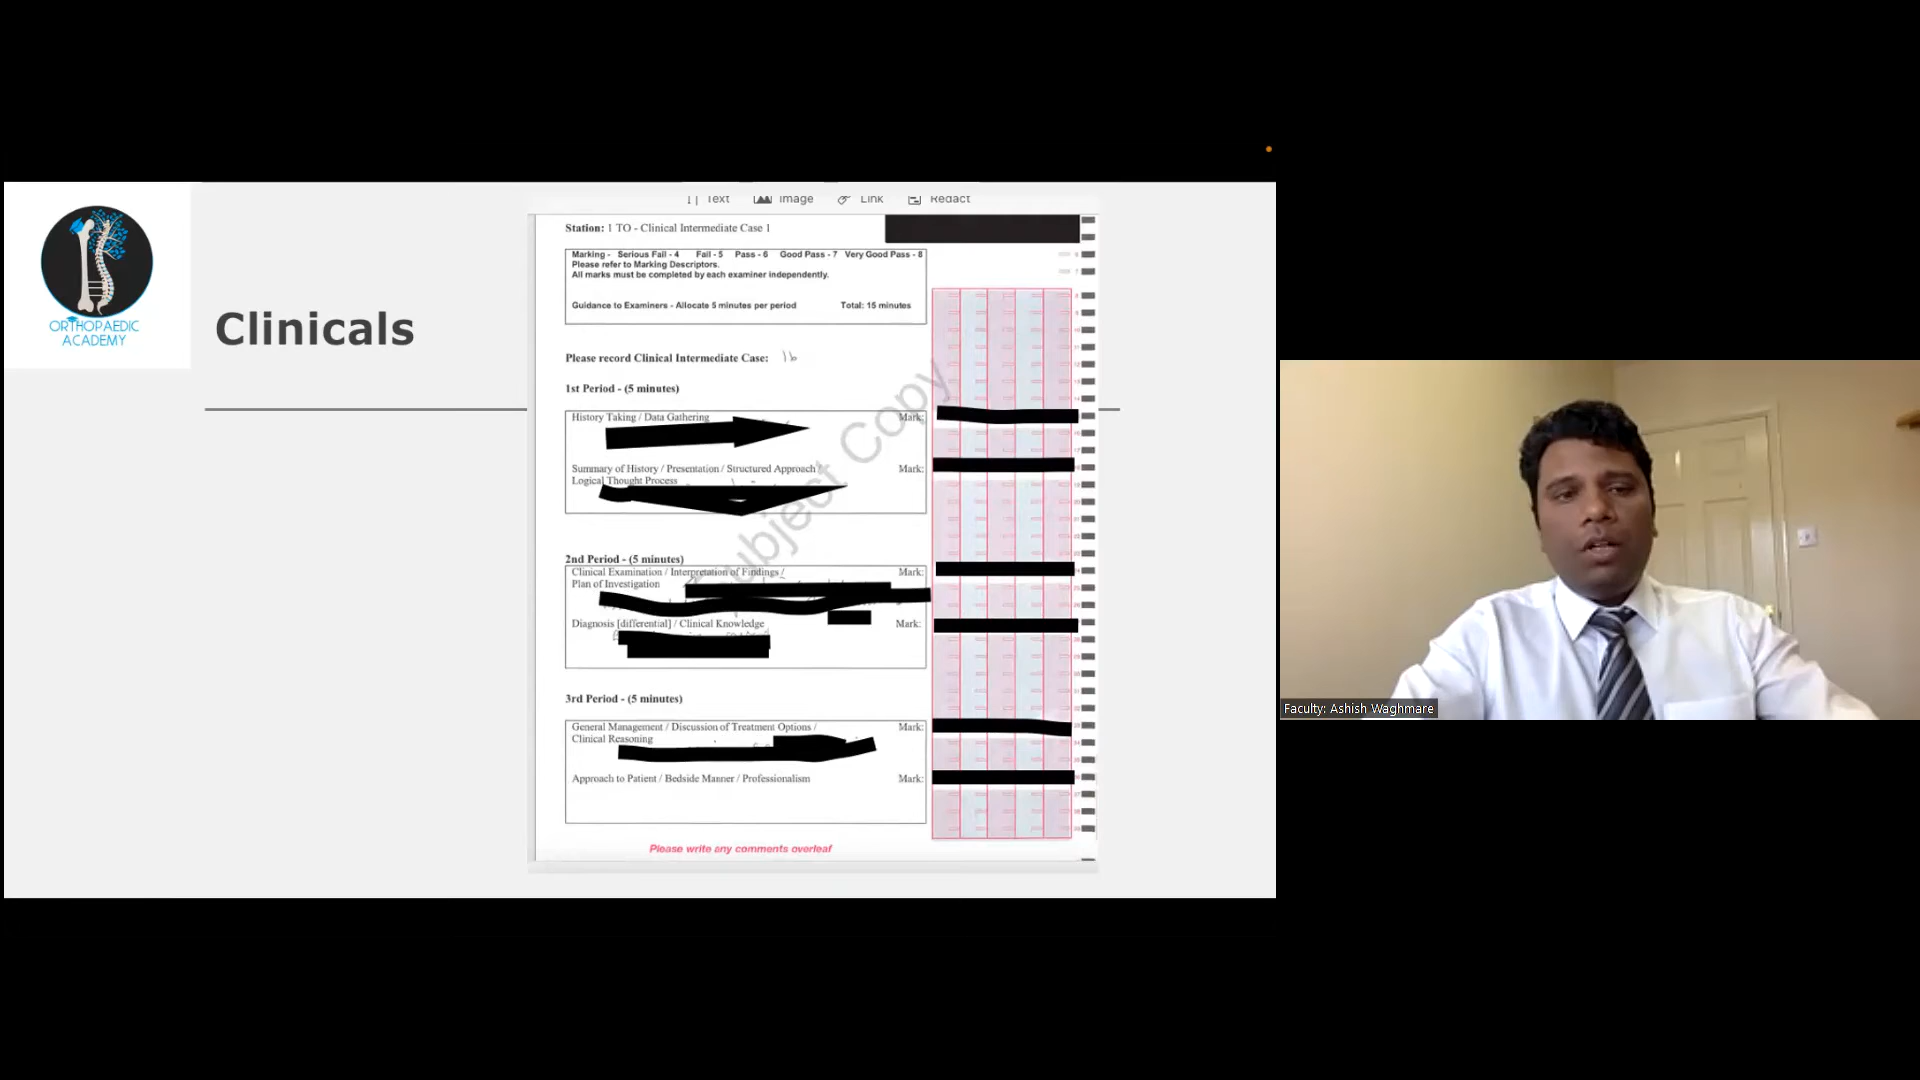 ORTHOPAEDIC
ACADEMY
Clinicals
Text Image Link Redact
Station: 1 TO - Clinical Intermediate Case 1
Marking - Serious Fail - 4 Fail - 5 Pass - 6 Good Pass - 7 Very Good Pass - 8
Please refer to Marking Descriptors.
All marks must be completed by each examiner independently.
Guidance to Examiners - Allocate 5 minutes per period Total: 15 minutes
Please record Clinical Intermediate Case:
1st Period - (5 minutes)
History Taking / Data Gathering Mark:
Summary of History / Presentation / Structured Approach / Mark:
Logical Thought Process
2nd Period - (5 minutes)
Clinical Examination / Interpretation of Findings / Mark:
Plan of Investigation
Diagnosis [differential] / Clinical Knowledge Mark:
3rd Period - (5 minutes)
General Management / Discussion of Treatment Options / Mark:
Clinical Reasoning
Approach to Patient / Bedside Manner / Professionalism Mark:
Please write any comments overleaf
Subject Copy
Faculty: Ashish Waghmare